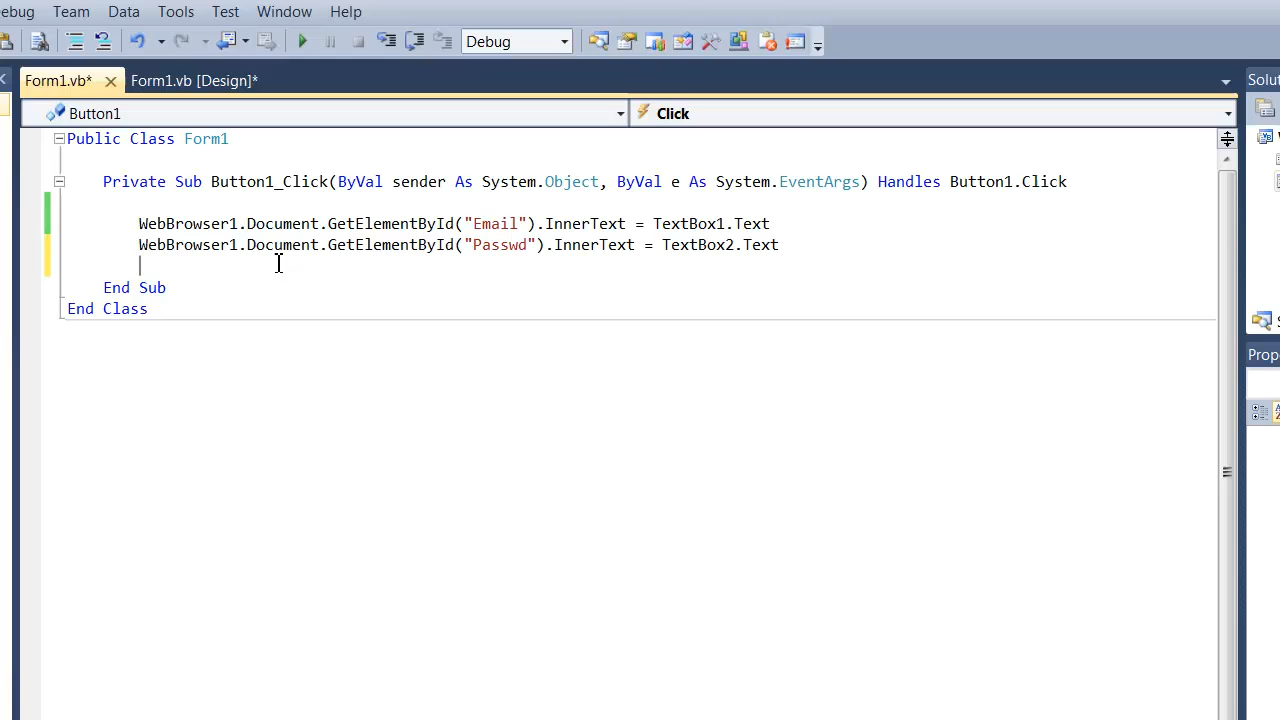 ebug Team Data Tools Test Window Help
Debug
Form1.vb* Form1.vb [Design]* Solut
Button1 Click
Public Class Form1
Private Sub Button1_Click(ByVal sender As System.Object, ByVal e As System.EventArgs) Handles Button1.Click
WebBrowser1.Document.GetElementById("Email").InnerText = TextBox1.Text
WebBrowser1.Document.GetElementById("Passwd").InnerText = TextBox2.Text
End Sub
End Class
Prope